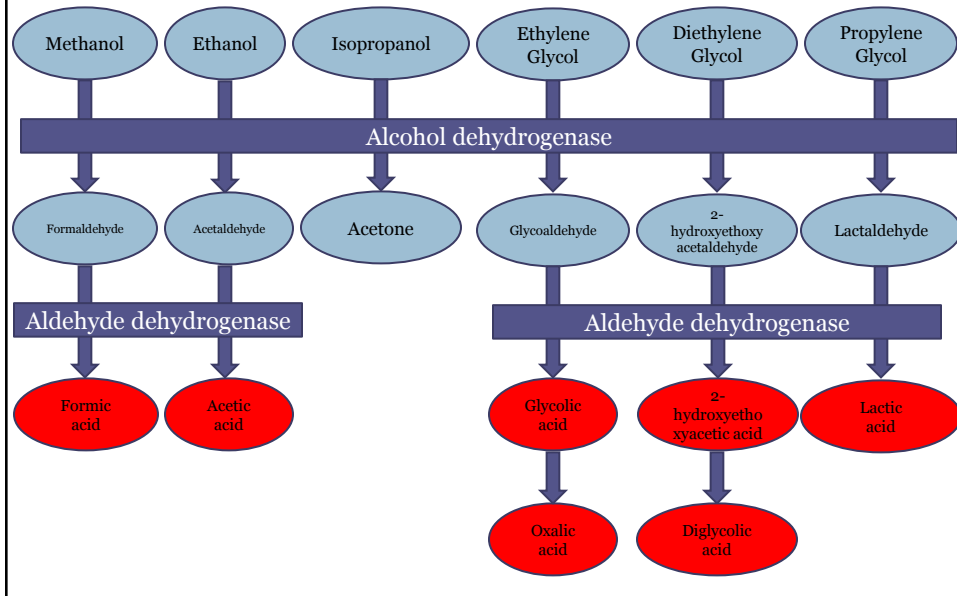 Methanol
Ethanol
Isopropanol
Ethylene
Glycol
Diethylene
Glycol
Propylene
Glycol
Alcohol dehydrogenase
Formaldehyde
Acetaldehyde
Acetone
Glycoaldehyde
2-
hydroxyethoxy
acetaldehyde
Lactaldehyde
Aldehyde dehydrogenase
Aldehyde dehydrogenase
Formic
acid
Acetic
acid
Glycolic
acid
2-
hydroxyetho
xyacetic acid
Lactic
acid
Oxalic
acid
Diglycolic
acid